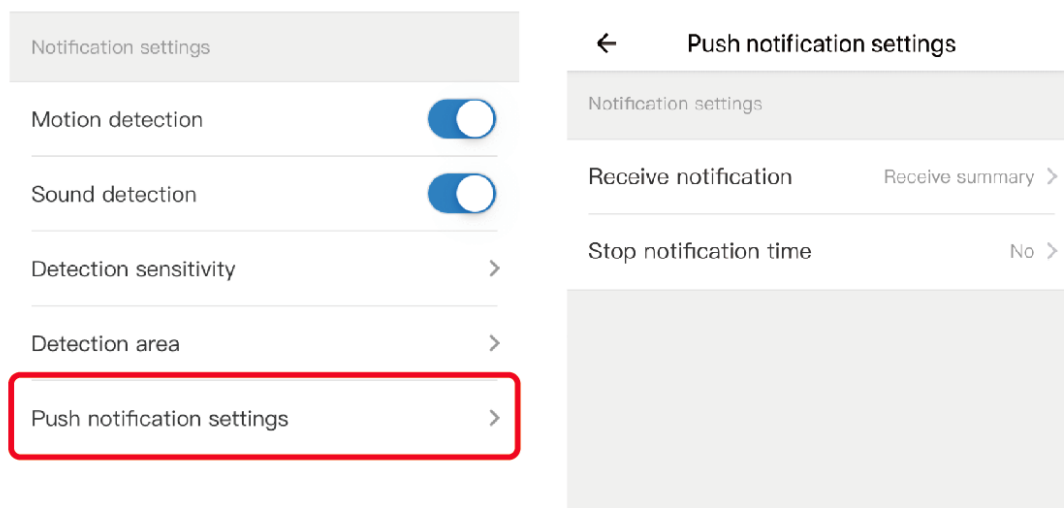 Notification settings
Motion detection
Sound detection
Detection sensitivity
Detection area
Push notification settings
Push notification settings
Notification settings
Receive notification Receive summary
Stop notification time No